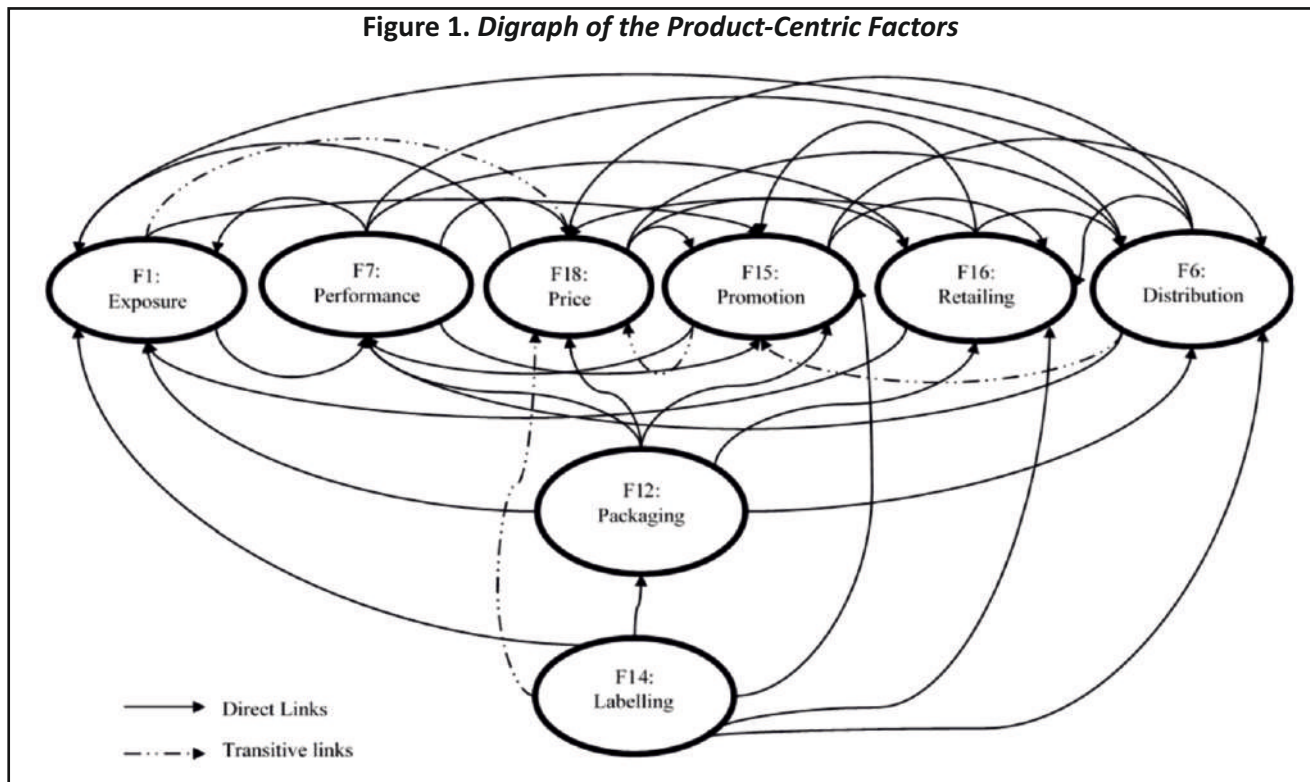 Figure 1. Digraph of the Product-Centric Factors
F1:
Exposure
F7:
Performance
F18:
Price
F15:
Promotion
F16:
Retailing
F6:
Distribution
F12:
Packaging
F14:
Labelling
Direct Links
Transitive links